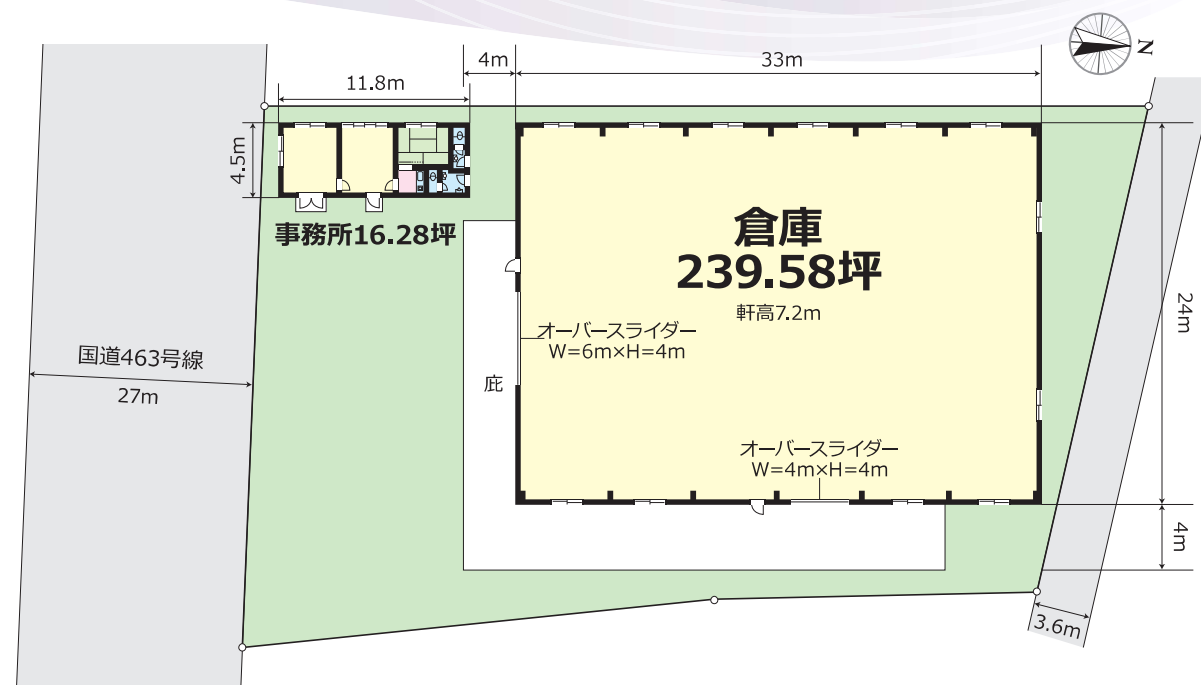 N
4m
33m
11.8m
4.5m
事務所16.28坪
倉庫
239.58坪
軒高7.2m
24m
オーバースライダー
W=6m×H=4m
国道463号線
27m
庇
オーバースライダー
W=4m×H=4m
4m
3.6m